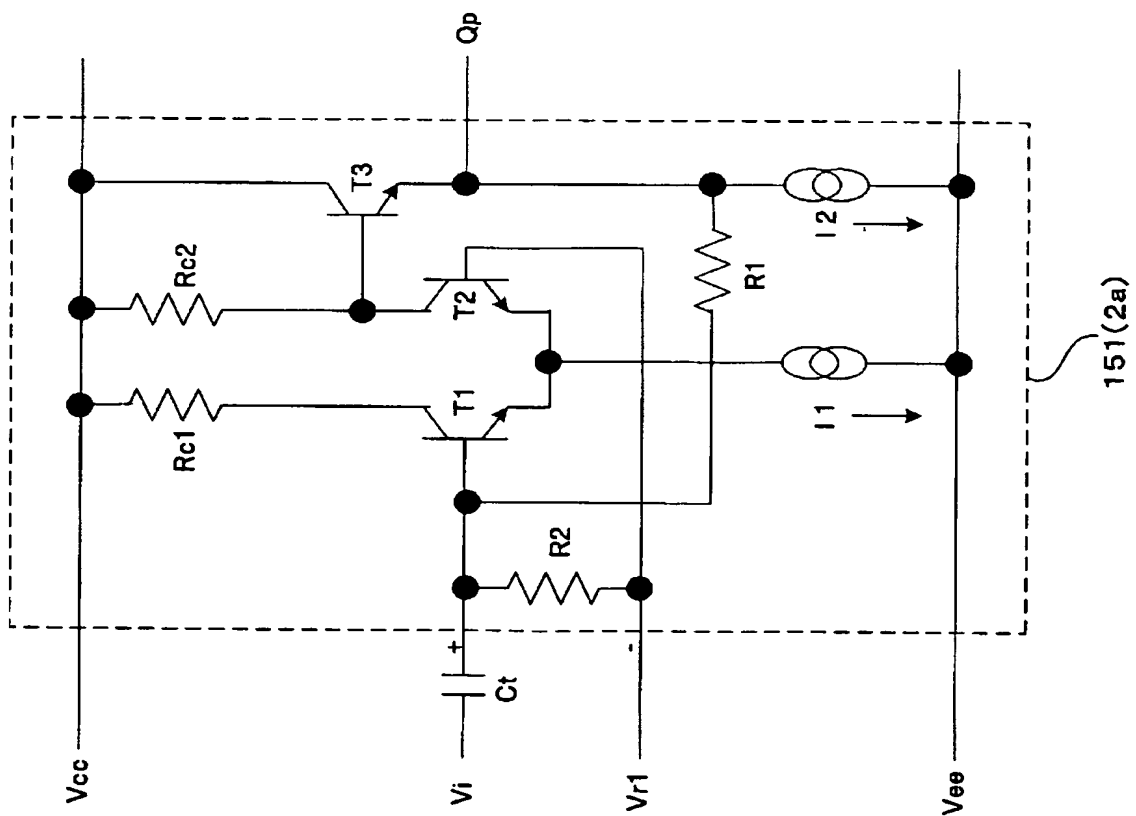 Vcc
Rc1
Rc2
T3
Qp
T1
T2
Vi
+
Ct
R2
R1
-
Vr1
I1
I2
Vee
151(2a)